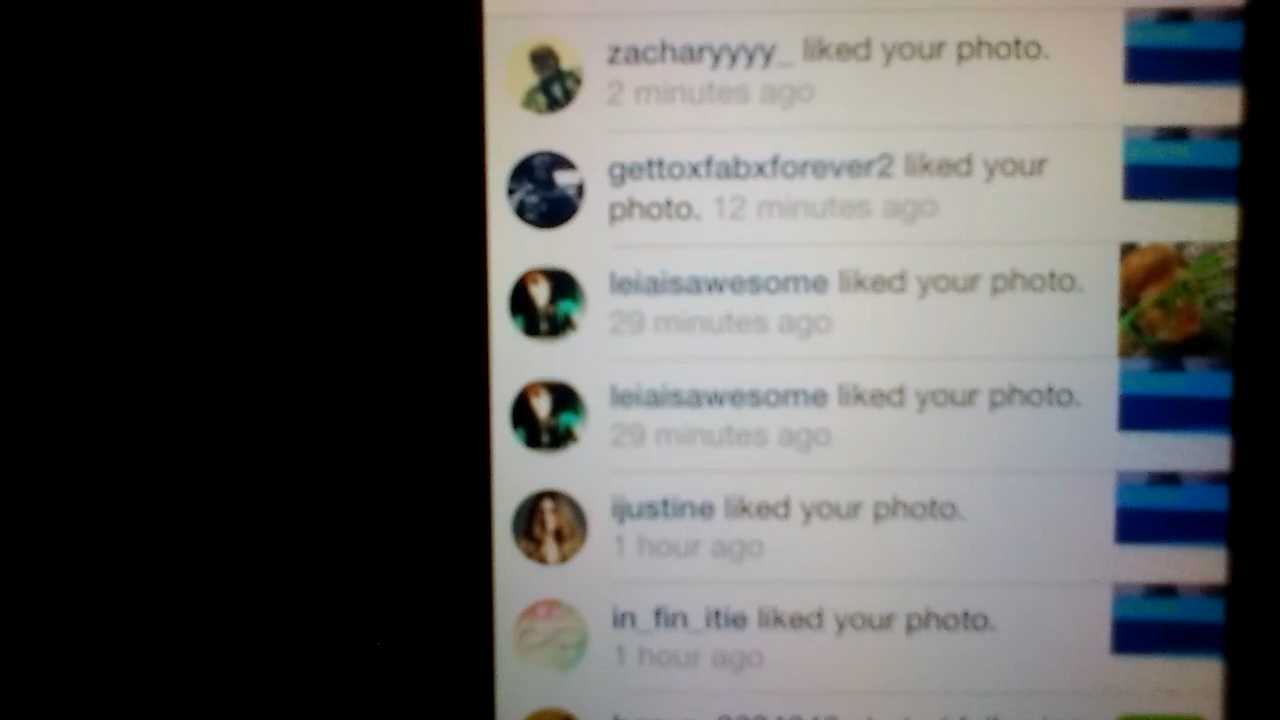 zacharyyyy_ liked your photo.
2 minutes ago
gettoxfabxforever2 liked your
photo. 12 minutes ago
leiaisawesome liked your photo.
29 minutes ago
leiaisawesome liked your photo.
29 minutes ago
ijustine liked your photo.
1 hour ago
in_fin_itie liked your photo.
1 hour ago